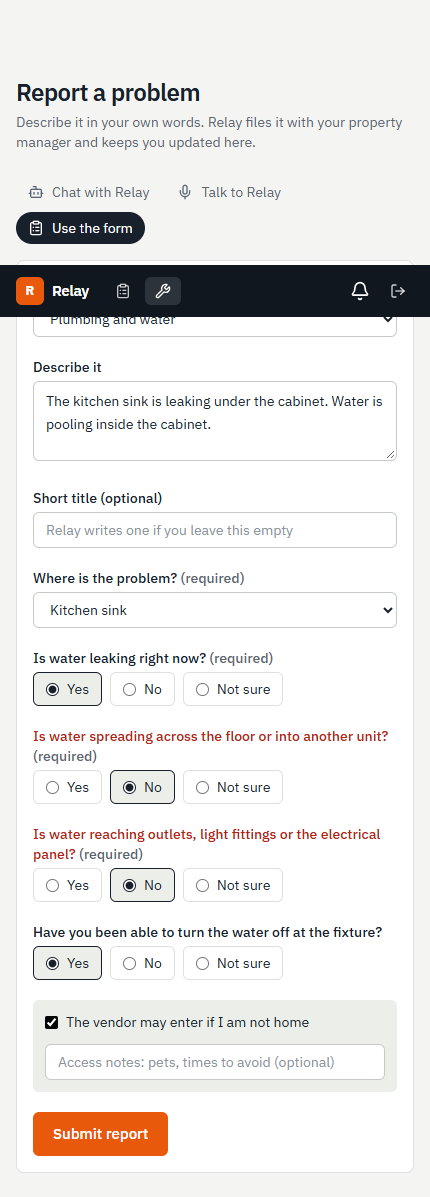 Report a problem
Describe it in your own words. Relay files it with your property
manager and keeps you updated here.
Chat with Relay
Talk to Relay
Use the form
R
Relay
Plumbing and water
Describe it
The kitchen sink is leaking under the cabinet. Water is
pooling inside the cabinet.
Short title (optional)
Relay writes one if you leave this empty
Where is the problem? (required)
Kitchen sink
Is water leaking right now? (required)
Yes No Not sure
Is water spreading across the floor or into another unit?
(required)
Yes No Not sure
Is water reaching outlets, light fittings or the electrical
panel? (required)
Yes No Not sure
Have you been able to turn the water off at the fixture?
Yes No Not sure
The vendor may enter if I am not home
Access notes: pets, times to avoid (optional)
Submit report